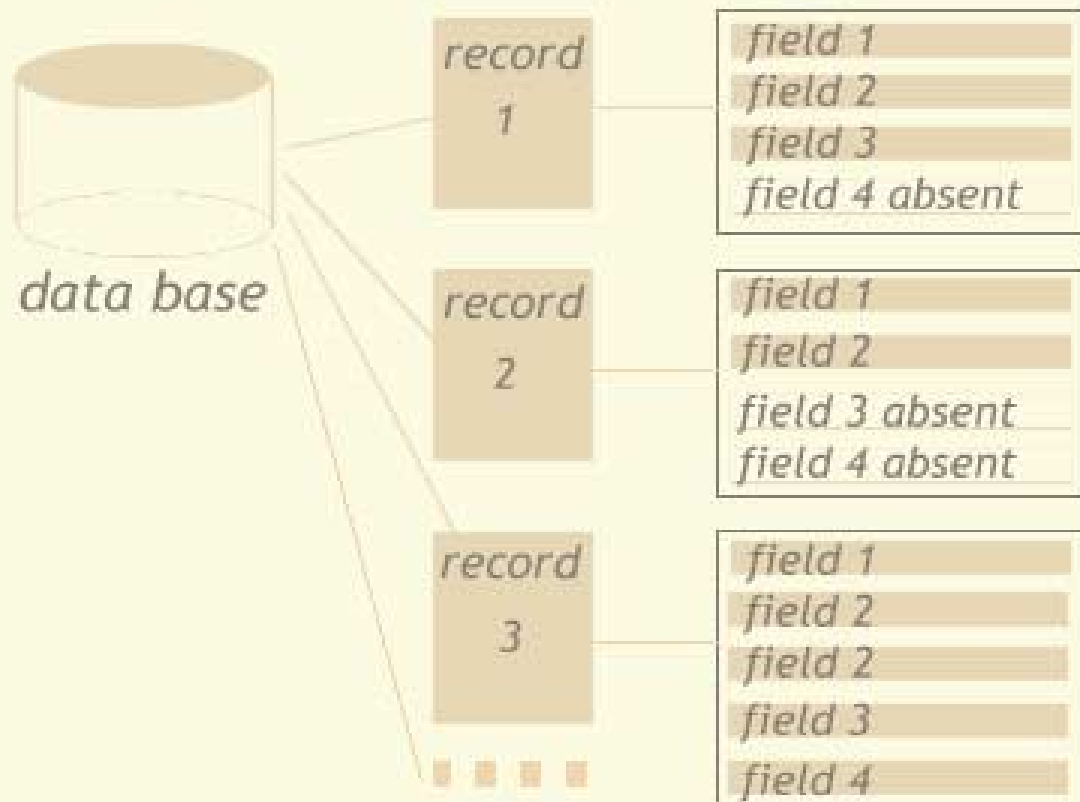 data base
record
1
field 1
field 2
field 3
field 4 absent
record
2
field 1
field 2
field 3 absent
field 4 absent
record
3
field 1
field 2
field 2
field 3
field 4